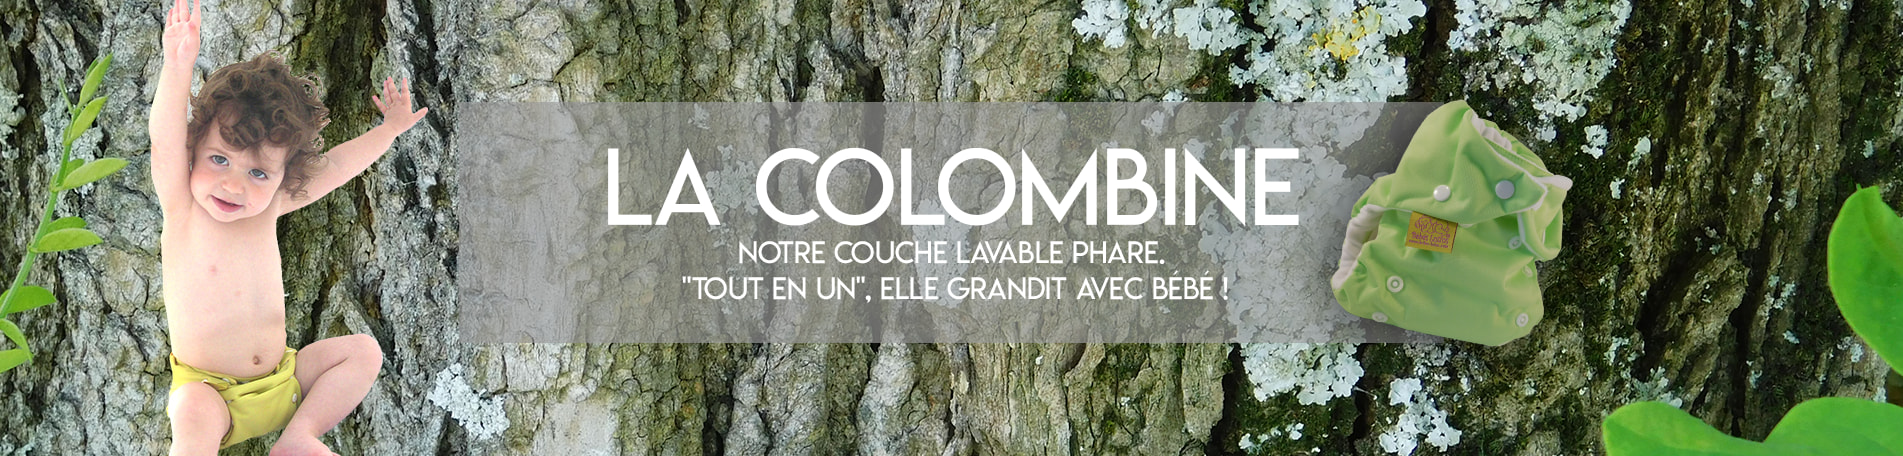 LA COLOMBINE
NOTRE COUCHE LAVABLE PHARE.
"TOUT EN UN", ELLE GRANDIT AVEC BÉBÉ !